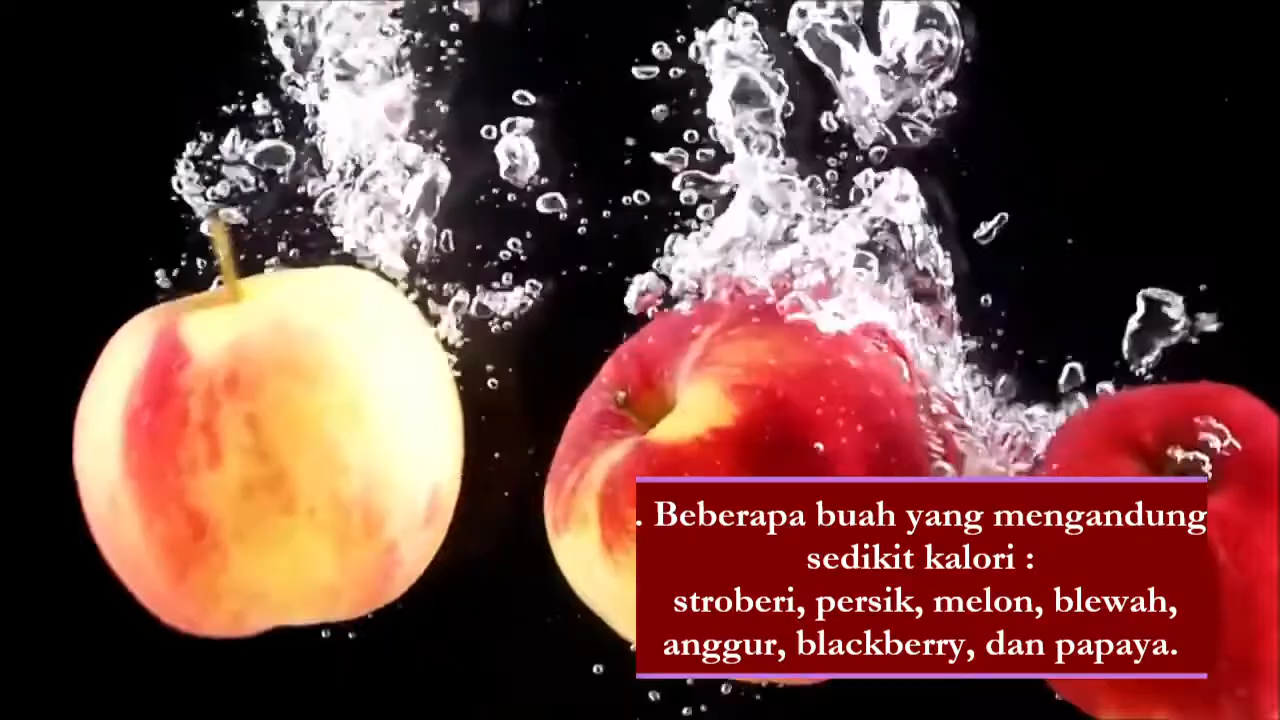 . Beberapa buah yang mengandung
sedikit kalori :
stroberi, persik, melon, blewah,
anggur, blackberry, dan papaya.